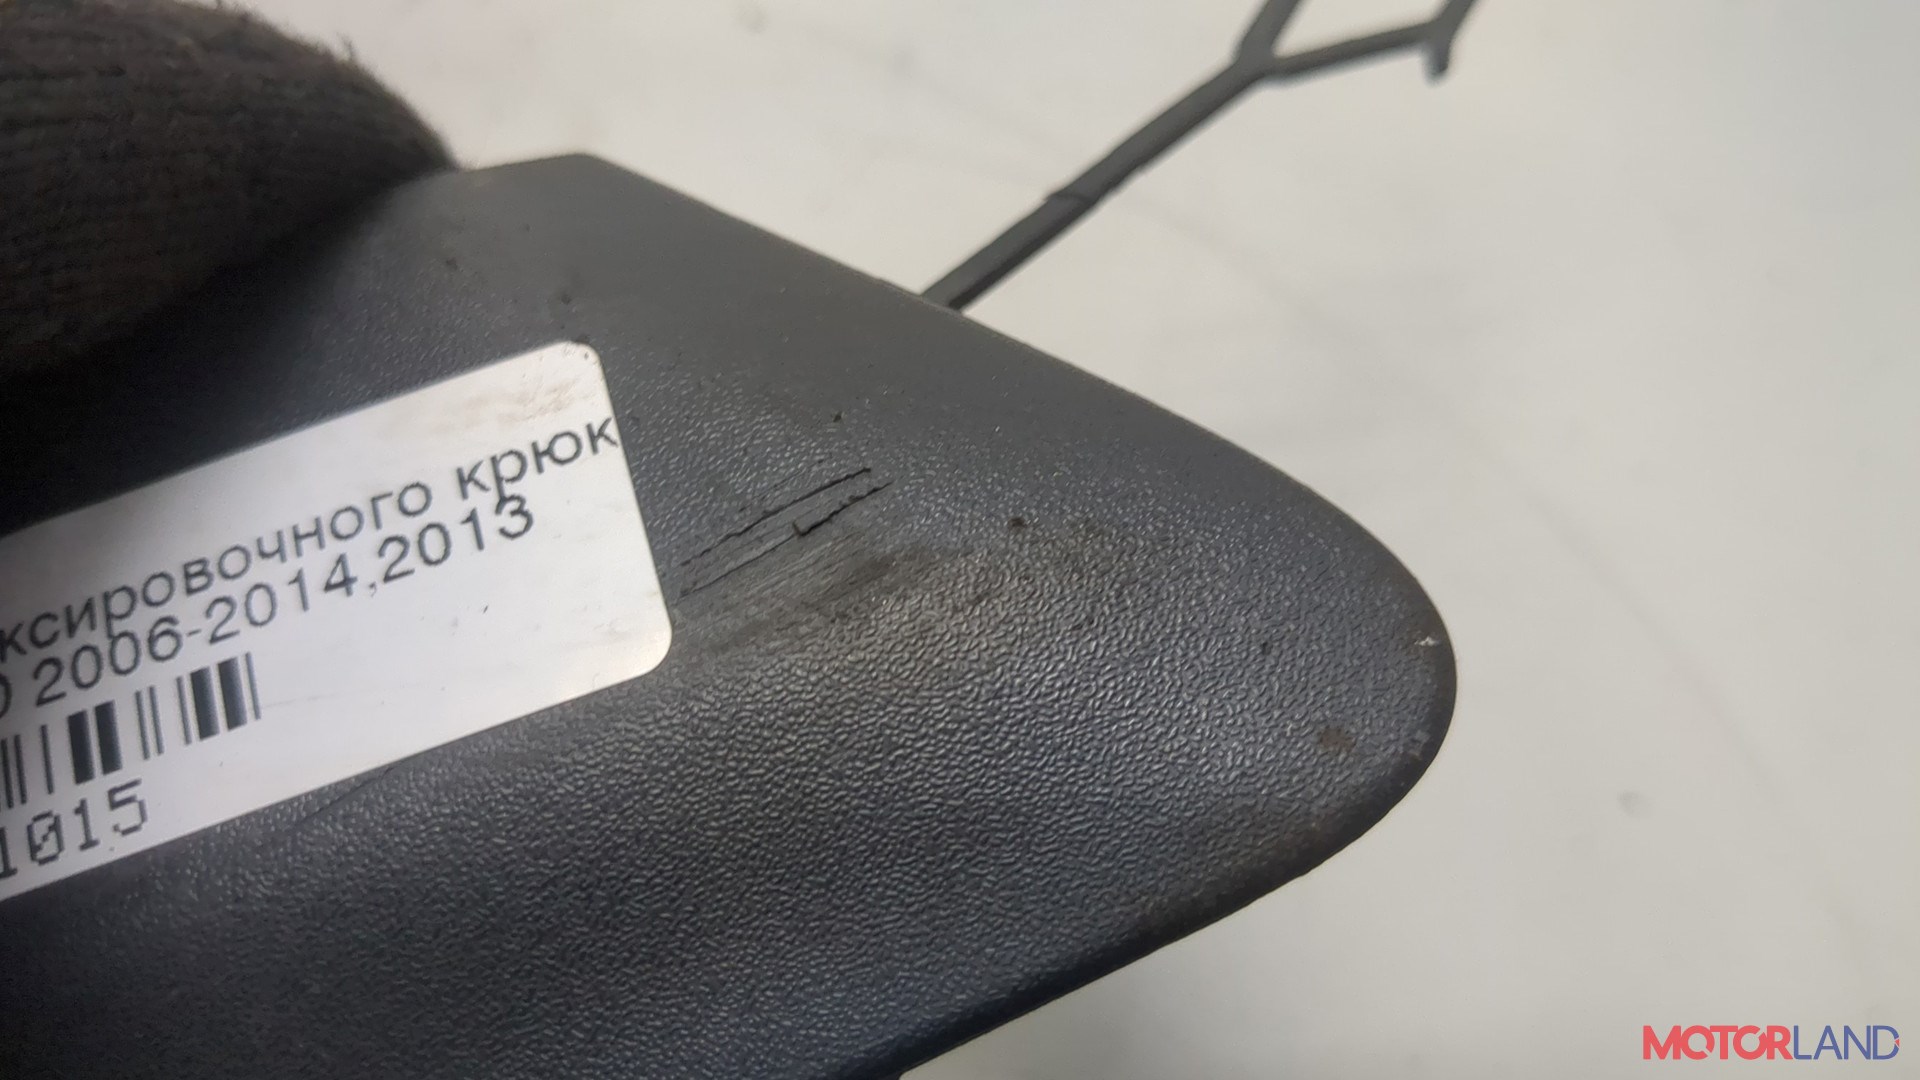 ксировочного крюк
2006-2014,2013
1015
MOTORLAND